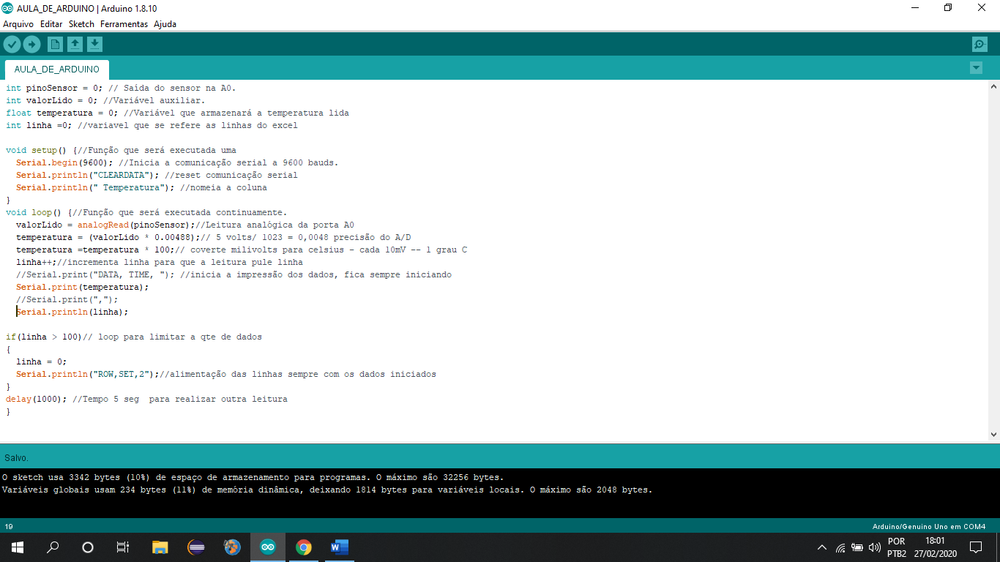 AULA_DE_ARDUINO | Arduino 1.8.10
Arquivo Editar Sketch Ferramentas Ajuda
AULA_DE_ARDUINO
int pinoSensor = 0; // Saída do sensor na A0.
int valorLido = 0; //Variável auxiliar.
float temperatura = 0; //Variável que armazenará a temperatura lida
int linha =0; //variavel que se refere as linhas do excel
void setup() {//Função que será executada uma
Serial.begin(9600); //Inicia a comunicação serial a 9600 bauds.
Serial.println("CLEARDATA"); //reset comunicação serial
Serial.println(" Temperatura"); //nomeia a coluna
}
void loop() {//Função que será executada continuamente.
valorLido = analogRead(pinoSensor);//Leitura analógica da porta A0
temperatura = (valorLido * 0.00488);// 5 volts/ 1023 = 0,0048 precisão do A/D
temperatura =temperatura * 100;// coverte milivolts para celsius - cada 10mV -- 1 grau C
linha++;//incrementa linha para que a leitura pule linha
//Serial.print("DATA, TIME, "); //inicia a impressão dos dados, fica sempre iniciando
Serial.print(temperatura);
//Serial.print(",");
Serial.println(linha);
if(linha > 100)// loop para limitar a qte de dados
{
linha = 0;
Serial.println("ROW,SET,2");//alimentação das linhas sempre com os dados iniciados
}
delay(1000); //Tempo 5 seg  para realizar outra leitura
}
Salvo.
O sketch usa 3342 bytes (10%) de espaço de armazenamento para programas. O máximo são 32256 bytes.
Variáveis globais usam 234 bytes (11%) de memória dinâmica, deixando 1814 bytes para variáveis locais. O máximo são 2048 bytes.
19 Arduino/Genuino Uno em COM4
POR 18:01
PTB2 27/02/2020